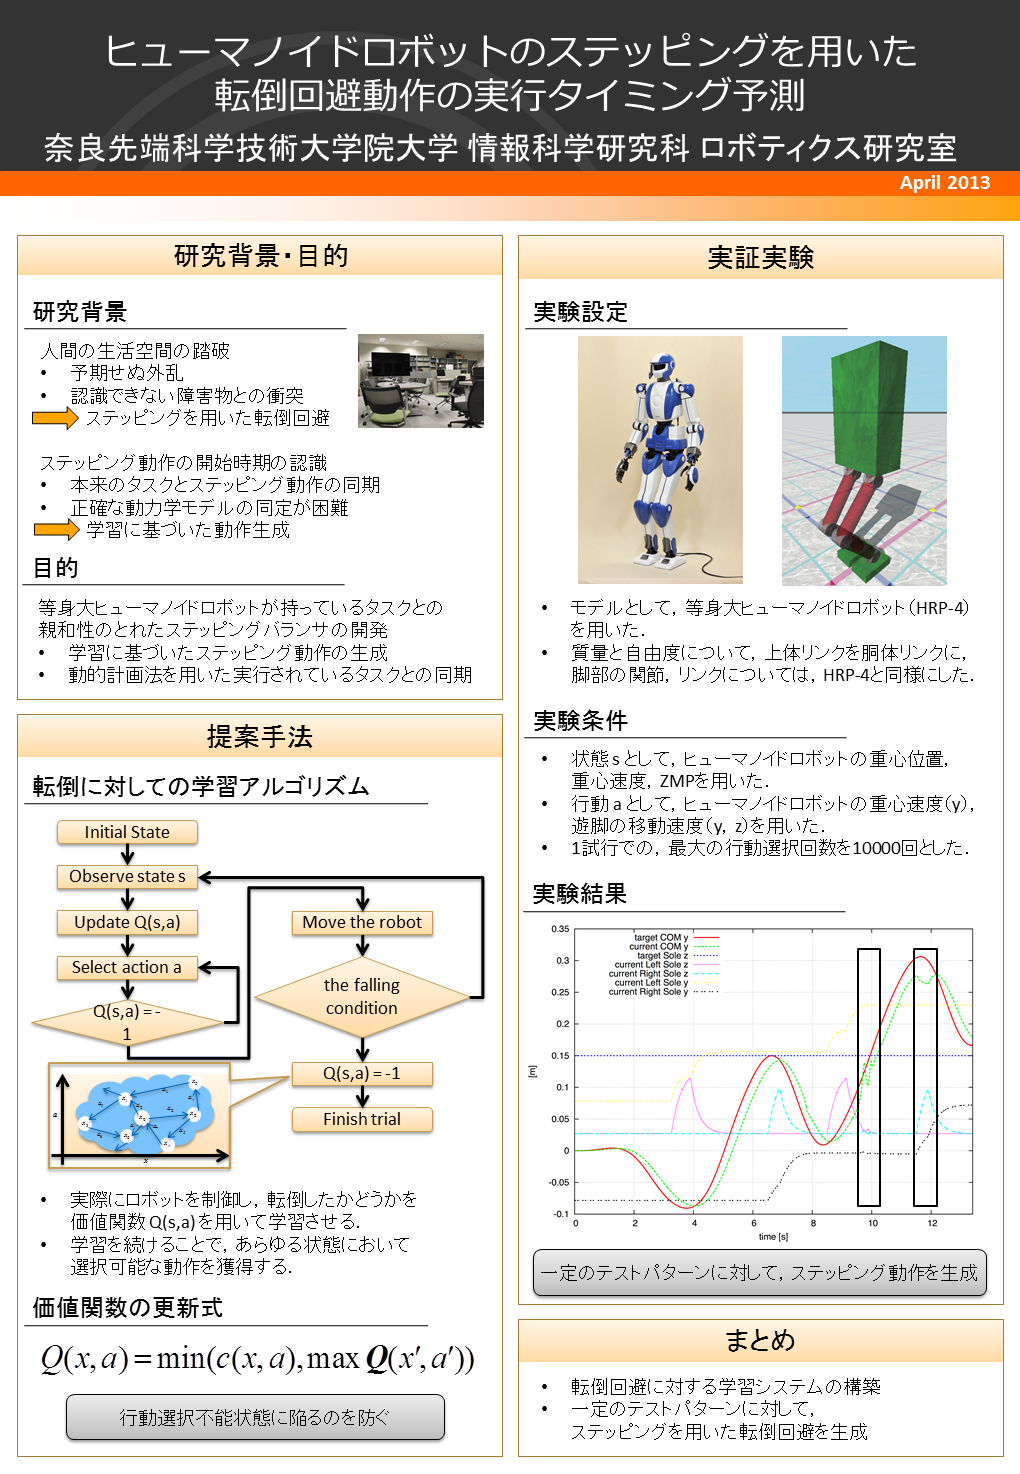 ヒューマノイドロボットのステッピングを用いた
転倒回避動作の実行タイミング予測
奈良先端科学技術大学院大学 情報科学研究科 ロボティクス研究室
April 2013
研究背景・目的
研究背景
人間の生活空間の踏破
• 予期せぬ外乱
• 認識できない障害物との衝突
ステッピングを用いた転倒回避
ステッピング動作の開始時期の認識
• 本来のタスクとステッピング動作の同期
• 正確な動力学モデルの同定が困難
学習に基づいた動作生成
目的
等身大ヒューマノイドロボットが持っているタスクとの
親和性のとれたステッピングバランサの開発
• 学習に基づいたステッピング動作の生成
• 動的計画法を用いた実行されているタスクとの同期
提案手法
転倒に対しての学習アルゴリズム
Initial State
Observe state s
Update Q(s,a)
Select action a
Q(s,a) = -
1
Move the robot
the falling
condition
Q(s,a) = -1
Finish trial
a
x
• 実際にロボットを制御し，転倒したかどうかを
価値関数 Q(s,a) を用いて学習させる．
• 学習を続けることで，あらゆる状態において
選択可能な動作を獲得する．
価値関数の更新式
Q(x,a) = min(c(x,a), max Q(x′,a′))
行動選択不能状態に陥るのを防ぐ
実証実験
実験設定
• モデルとして，等身大ヒューマノイドロボット（HRP-4）
を用いた．
• 質量と自由度について，上体リンクを胴体リンクに，
脚部の関節，リンクについては，HRP-4と同様にした．
実験条件
• 状態 s として，ヒューマノイドロボットの重心位置，
重心速度，ZMPを用いた．
• 行動 a として，ヒューマノイドロボットの重心速度（y），
遊脚の移動速度（y，z）を用いた．
• 1試行での，最大の行動選択回数を10000回とした．
実験結果
target COM y
current COM y
target Sole z
current Left Sole z
current Right Sole z
current Left Sole y
current Right Sole y
0.35
0.3
0.25
0.2
0.15
0.1
0.05
0
-0.05
-0.1
[m]
0 2 4 6 8 10 12
time [s]
一定のテストパターンに対して，ステッピング動作を生成
まとめ
• 転倒回避に対する学習システムの構築
• 一定のテストパターンに対して，
ステッピングを用いた転倒回避を生成